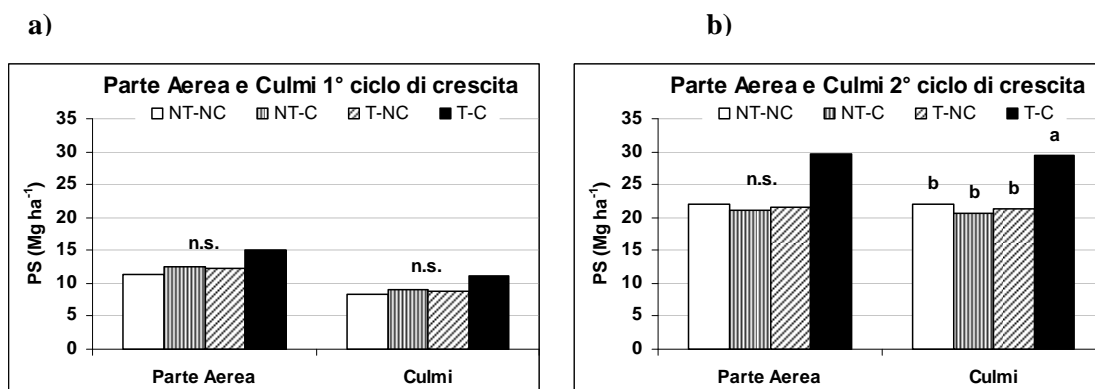 a)
b)
Parte Aerea e Culmi 1° ciclo di crescita
NT-NC NT-C T-NC T-C
35
30
25
20
15
10
5
0
PS (Mg ha⁻¹)
n.s.
n.s.
Parte Aerea Culmi
Parte Aerea e Culmi 2° ciclo di crescita
NT-NC NT-C T-NC T-C
35
30
25
20
15
10
5
0
PS (Mg ha⁻¹)
n.s.
b b b a
Parte Aerea Culmi